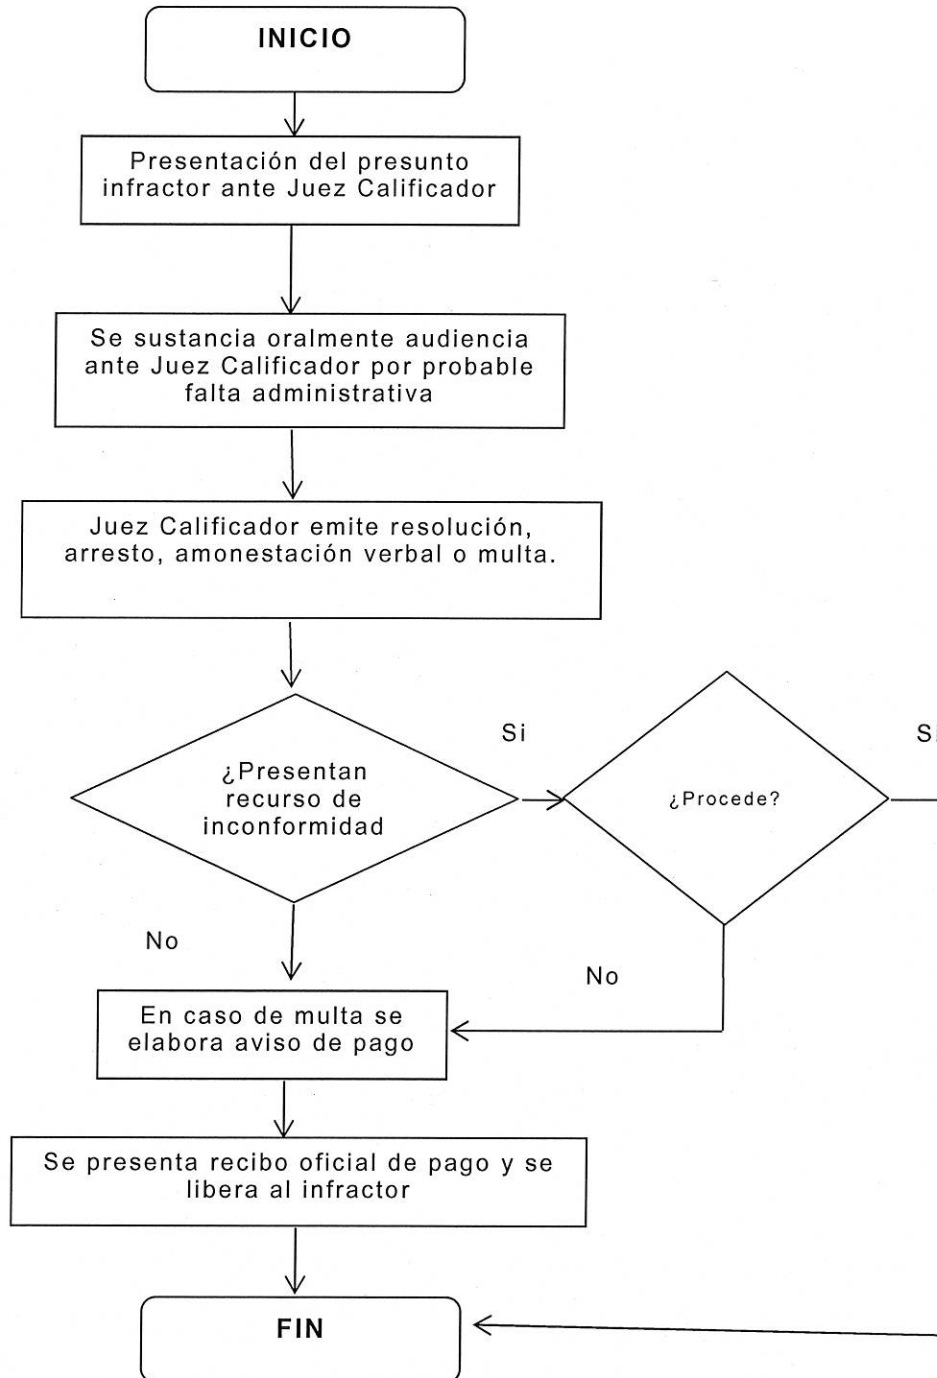 INICIO
Presentación del presunto
infractor ante Juez Calificador
Se sustancia oralmente audiencia
ante Juez Calificador por probable
falta administrativa
Juez Calificador emite resolución,
arresto, amonestación verbal o multa.
¿Presentan
recurso de
inconformidad
Si
¿Procede?
Si
No
No
En caso de multa se
elabora aviso de pago
Se presenta recibo oficial de pago y se
libera al infractor
FIN